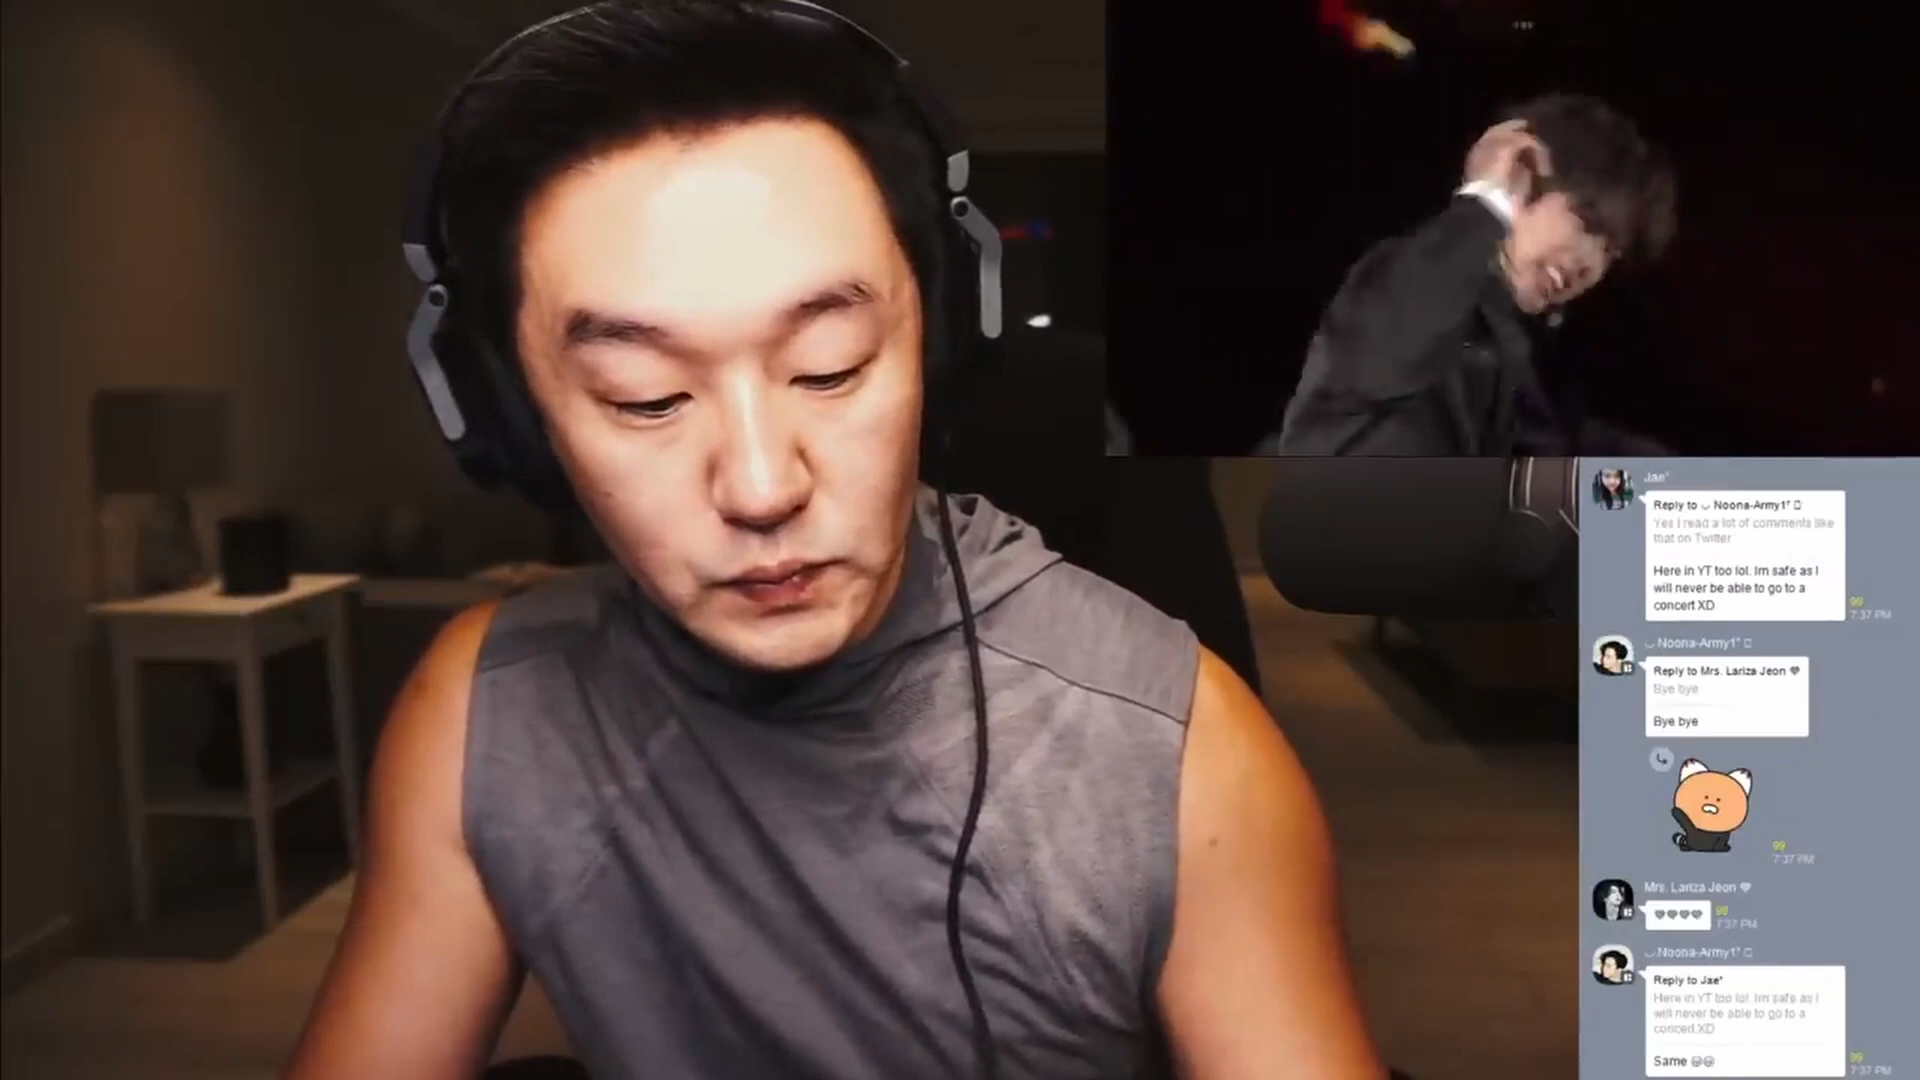 Jae*
Reply to ◡ Noona-Army1*
Yes I read a lot of comments like
that on Twitter
Here in YT too lol. Im safe as I
will never be able to go to a
concert XD
99
7:37 PM
Noona-Army1*
Reply to Mrs. Lariza Jeon 🖤
Bye bye
Bye bye
99
7:37 PM
Mrs. Lariza Jeon 🖤
99
7:37 PM
Noona-Army1*
Reply to Jae*
Here in YT too lol. Im safe as I
will never be able to go to a
concert XD
Same
99
7:37 PM